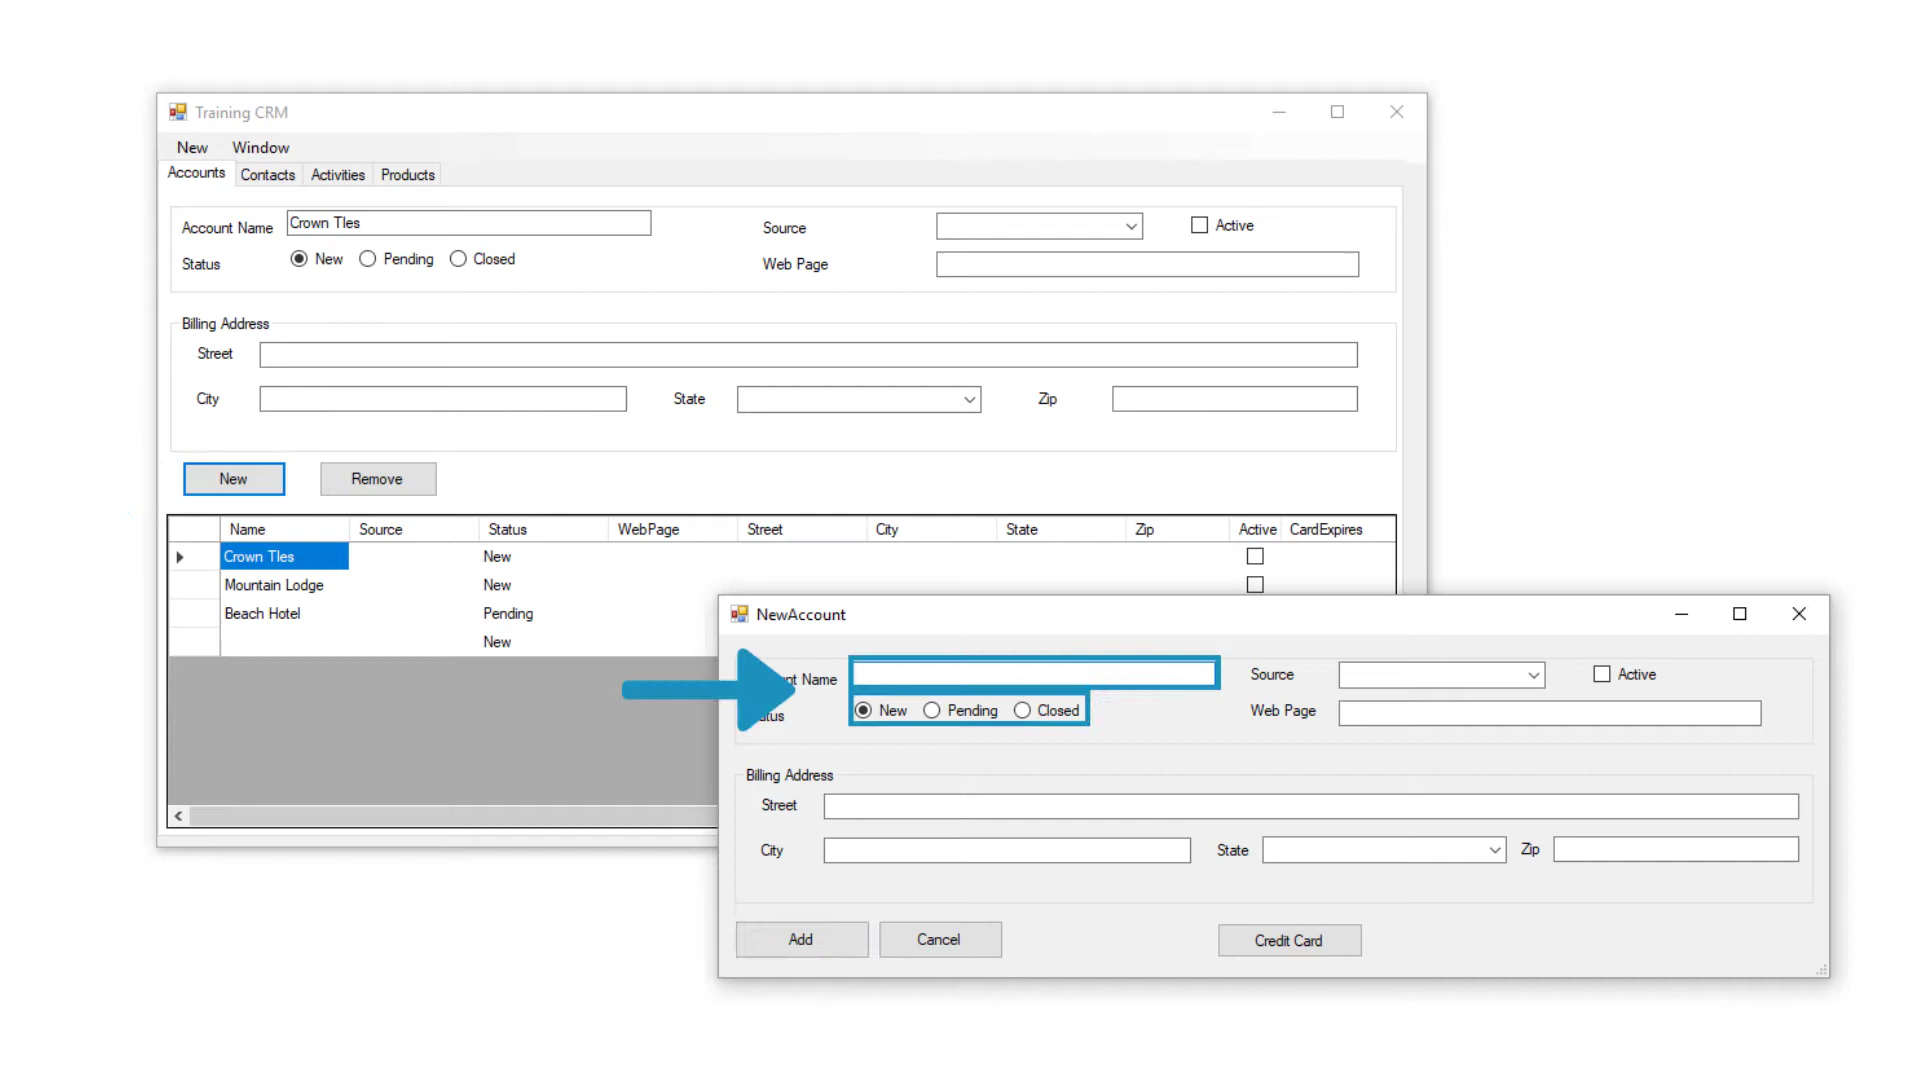 Training CRM
New Window
Accounts Contacts Activities Products
Account Name Crown Tles Source Active
Status New Pending Closed Web Page
Billing Address
Street
City State Zip
New Remove
Name Source Status WebPage Street City State Zip Active CardExpires
Crown Tles New
Mountain Lodge New
Beach Hotel Pending
New
NewAccount
nt Name Source Active
atus New Pending Closed Web Page
Billing Address
Street
City State Zip
Add Cancel Credit Card